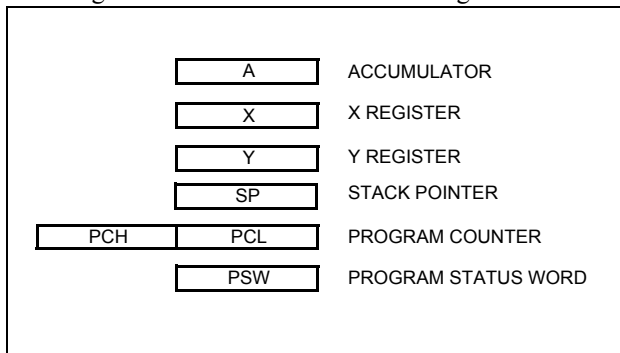 A ACCUMULATOR
X X REGISTER
Y Y REGISTER
SP STACK POINTER
PCH PCL PROGRAM COUNTER
PSW PROGRAM STATUS WORD